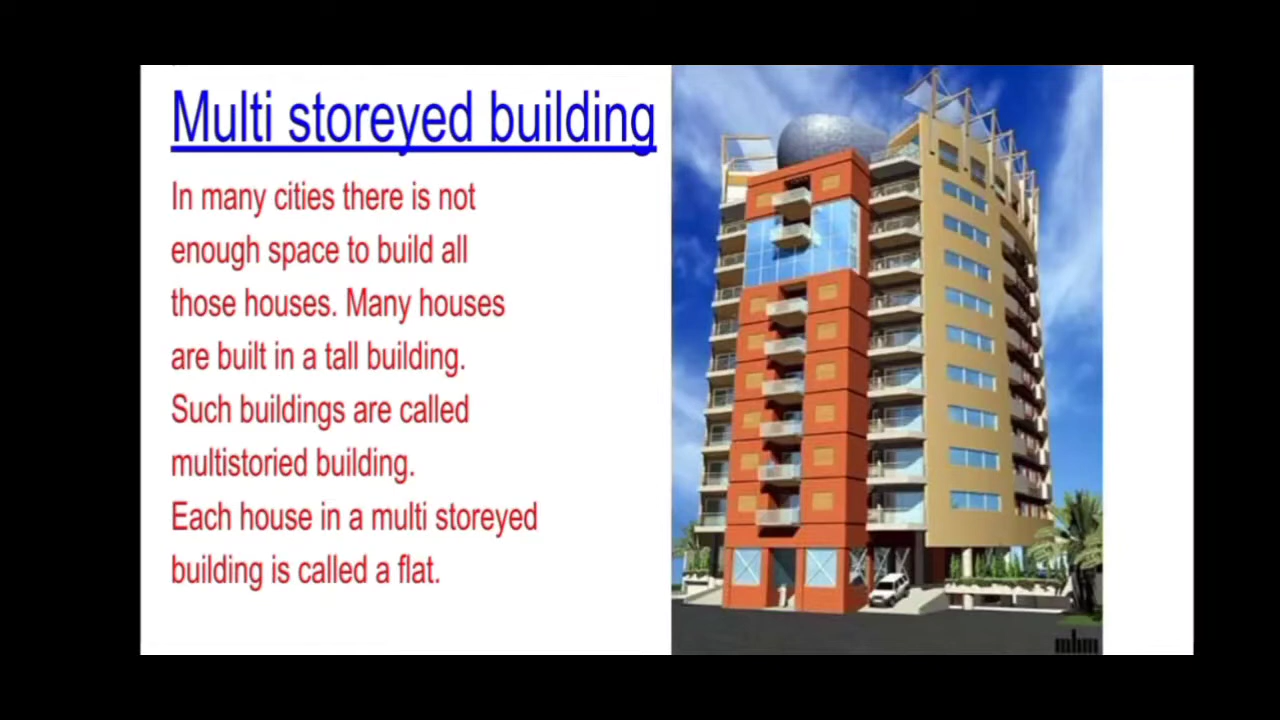 Multi storeyed building
In many cities there is not
enough space to build all
those houses. Many houses
are built in a tall building.
Such buildings are called
multistoried building.
Each house in a multi storeyed
building is called a flat.
mhm